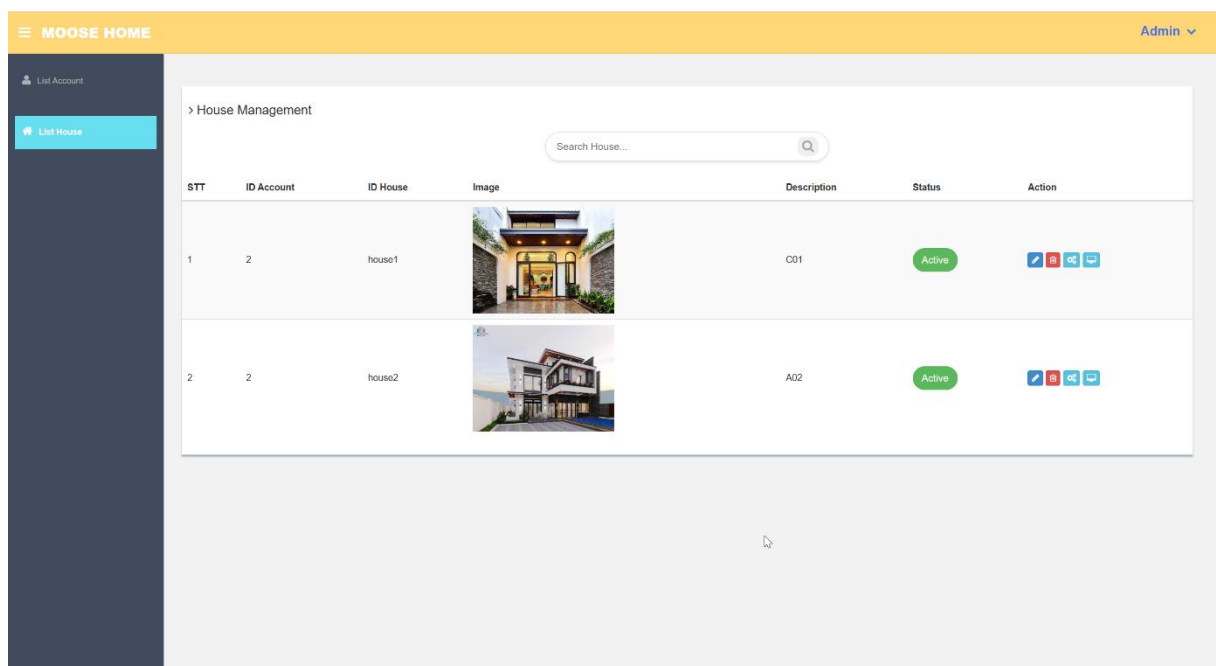 MOOSE HOME
Admin
List Account
List House
House Management
Search House...
STT ID Account ID House Image Description Status Action
1 2 house1 C01 Active
2 2 house2 A02 Active